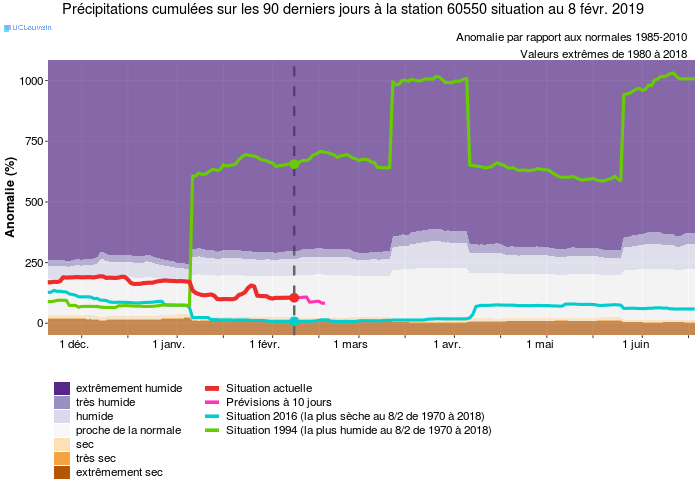 Précipitations cumulées sur les 90 derniers jours à la station 60550 situation au 8 févr. 2019
UCLouvain
Anomalie par rapport aux normales 1985-2010
Valeurs extrêmes de 1980 à 2018
Anomalie (%)
1000
750
500
250
0
1 déc. 1 janv. 1 févr. 1 mars 1 avr. 1 mai 1 juin
extrêmement humide
très humide
humide
proche de la normale
sec
très sec
extrêmement sec
Situation actuelle
Prévisions à 10 jours
Situation 2016 (la plus sèche au 8/2 de 1970 à 2018)
Situation 1994 (la plus humide au 8/2 de 1970 à 2018)